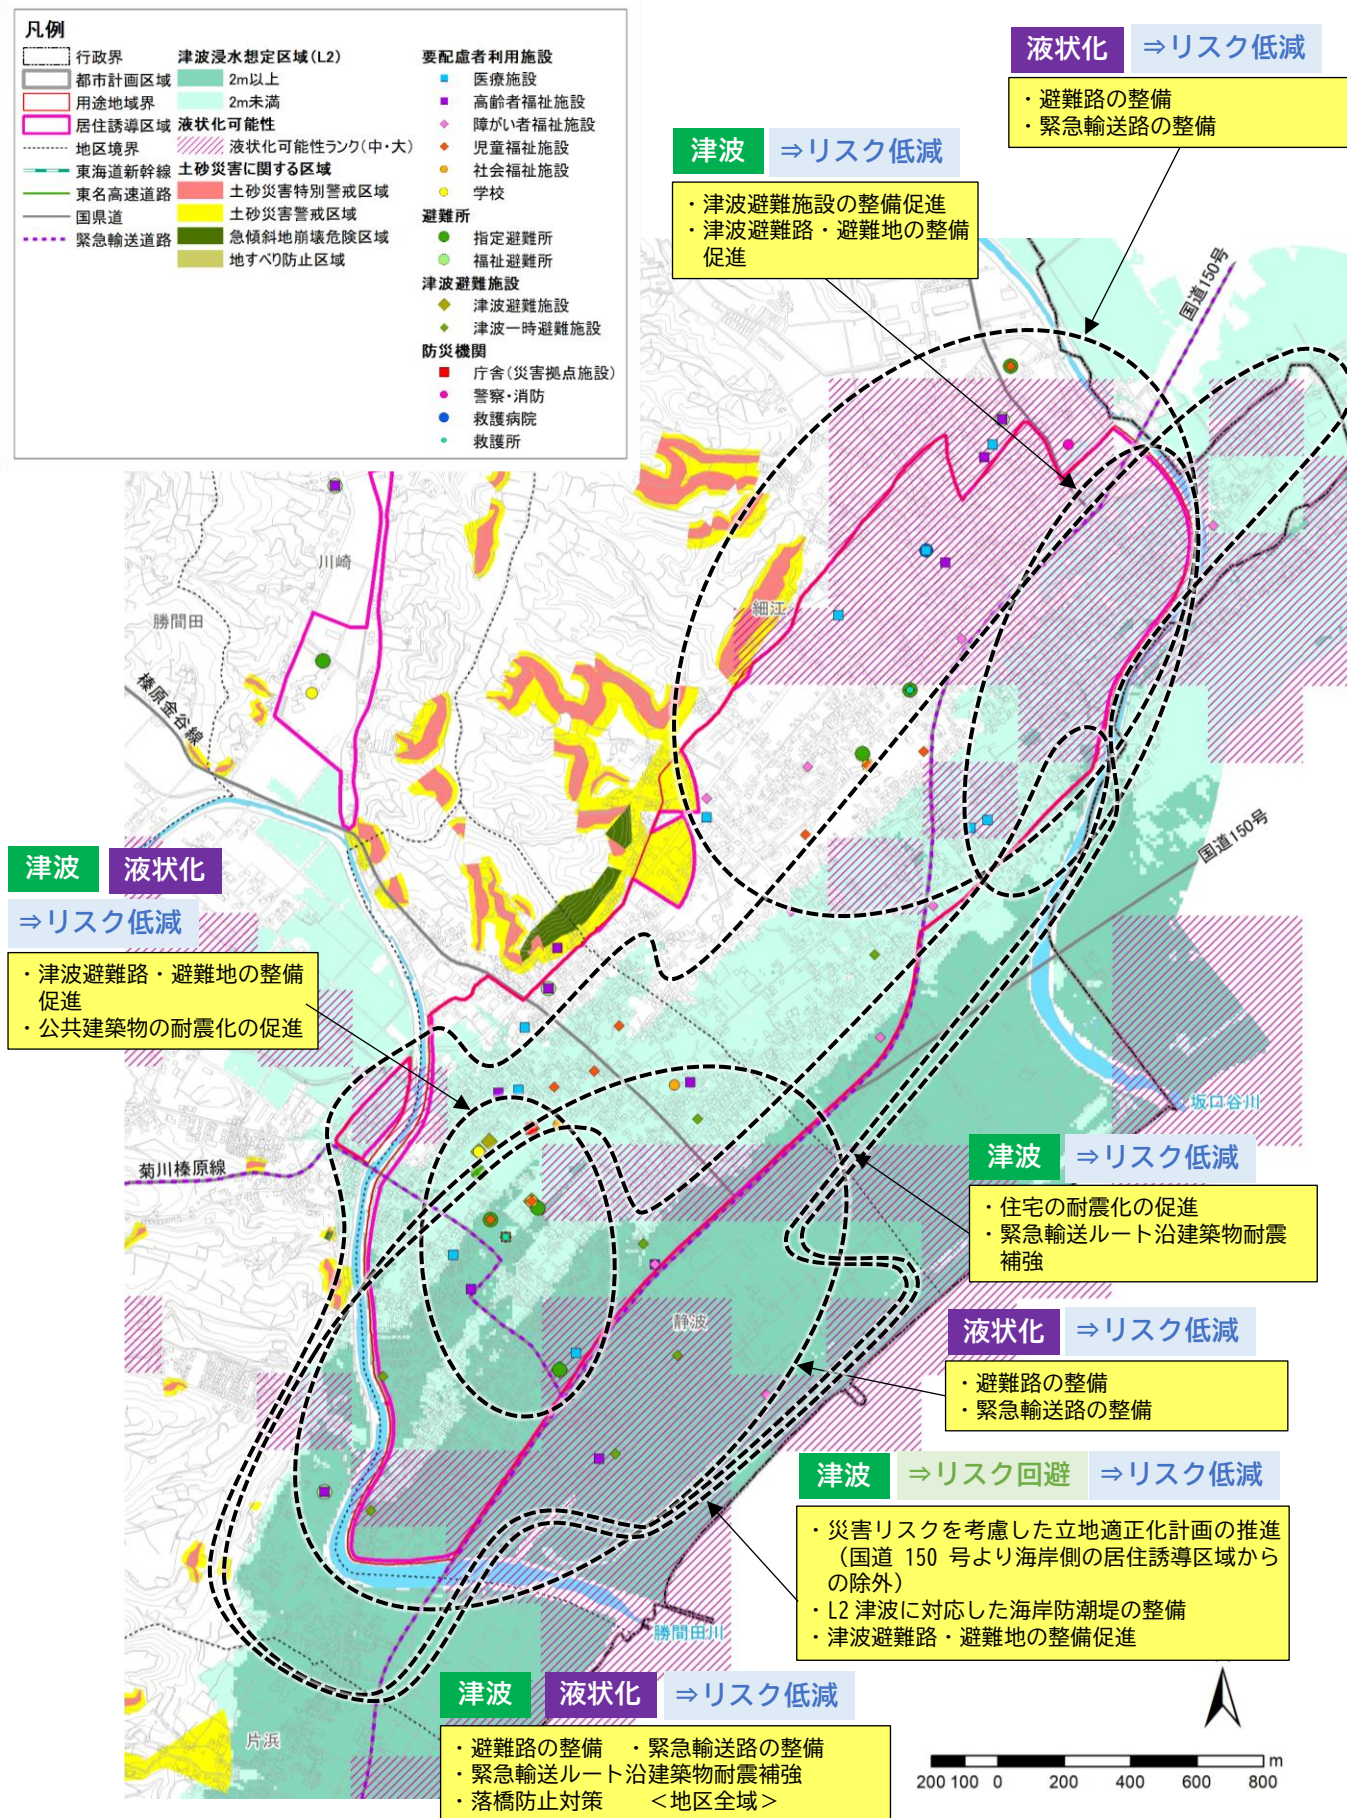 凡例
行政界
都市計画区域
用途地域界
居住誘導区域
地区境界
東海道新幹線
東名高速道路
国県道
緊急輸送道路
津波浸水想定区域(L2)
2m以上
2m未満
液状化可能性
液状化可能性ランク(中・大)
土砂災害に関する区域
土砂災害特別警戒区域
土砂災害警戒区域
急傾斜地崩壊危険区域
地すべり防止区域
要配慮者利用施設
医療施設
高齢者福祉施設
障がい者福祉施設
児童福祉施設
社会福祉施設
学校
避難所
指定避難所
福祉避難所
津波避難施設
津波避難施設
津波一時避難施設
防災機関
庁舎(災害拠点施設)
警察・消防
救護病院
救護所
液状化 ⇒リスク低減
・避難路の整備
・緊急輸送路の整備
津波 ⇒リスク低減
・津波避難施設の整備促進
・津波避難路・避難地の整備
促進
国道150号
川崎
勝間田
細江
榛原金谷線
国道150号
津波 液状化
⇒リスク低減
・津波避難路・避難地の整備
促進
・公共建築物の耐震化の促進
坂口谷川
菊川榛原線
津波 ⇒リスク低減
・住宅の耐震化の促進
・緊急輸送ルート沿建築物耐震
補強
静波
液状化 ⇒リスク低減
・避難路の整備
・緊急輸送路の整備
津波 ⇒リスク回避 ⇒リスク低減
・災害リスクを考慮した立地適正化計画の推進
（国道 150 号より海岸側の居住誘導区域から
の除外）
・L2 津波に対応した海岸防潮堤の整備
・津波避難路・避難地の整備促進
勝間田川
片浜
津波 液状化 ⇒リスク低減
・避難路の整備 ・緊急輸送路の整備
・緊急輸送ルート沿建築物耐震補強
・落橋防止対策 ＜地区全域＞
m
200 100 0 200 400 600 800